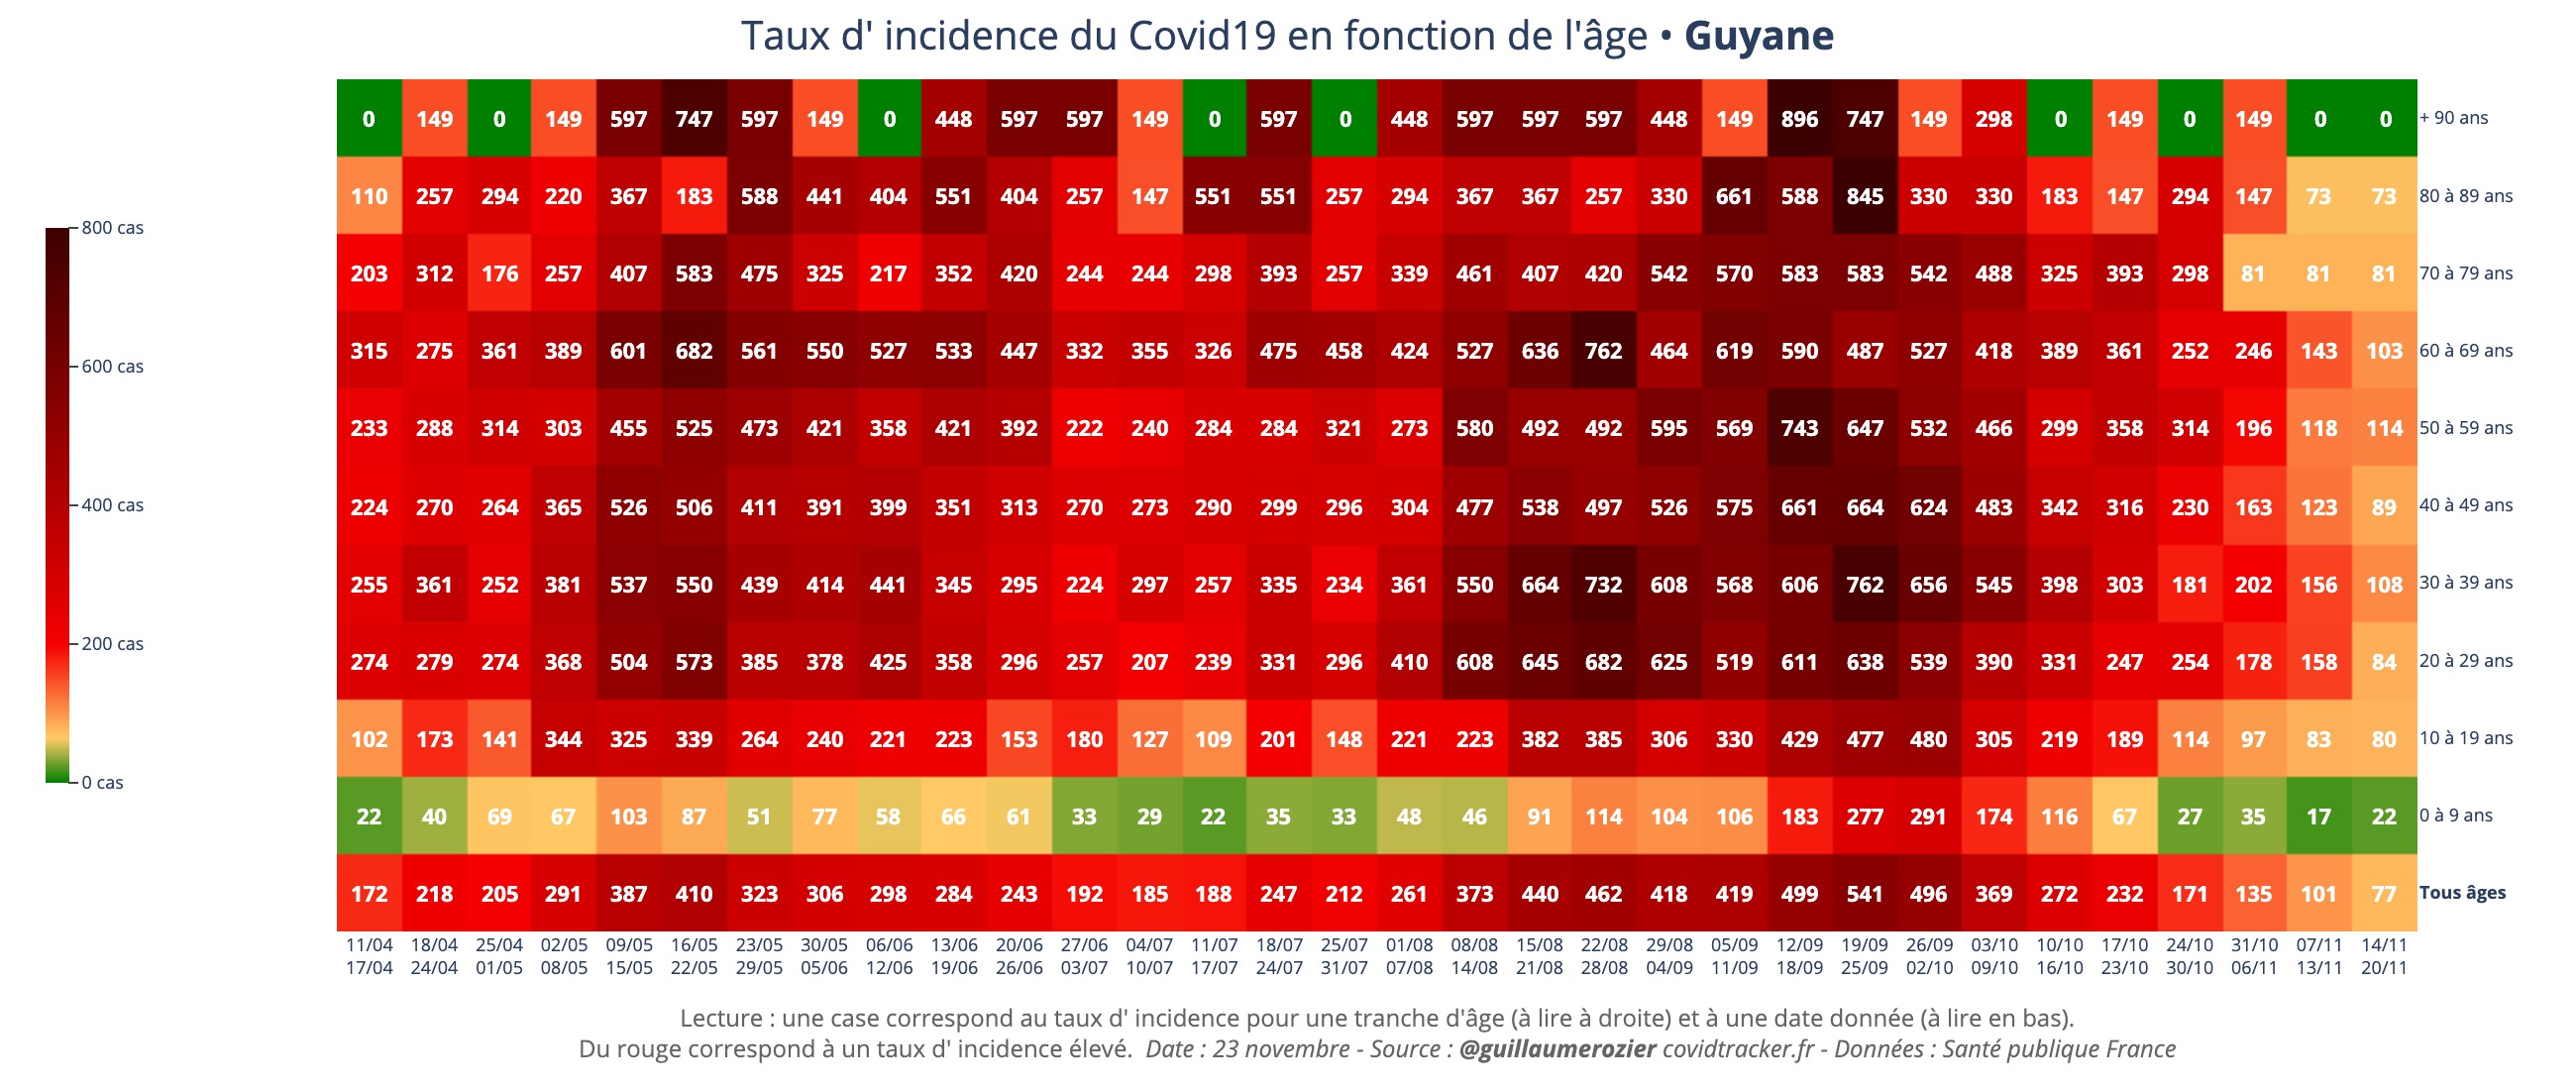 Taux d' incidence du Covid19 en fonction de l'âge • Guyane
0 149 0 149 597 747 597 149 0 448 597 597 149 0 597 0 448 597 597 597 448 149 896 747 149 298 0 149 0 149 0 0 + 90 ans
110 257 294 220 367 183 588 441 404 551 404 257 147 551 551 257 294 367 367 257 330 661 588 845 330 330 183 147 294 147 73 73 80 à 89 ans
800 cas
203 312 176 257 407 583 475 325 217 352 420 244 244 298 393 257 339 461 407 420 542 570 583 583 542 488 325 393 298 81 81 81 70 à 79 ans
315 275 361 389 601 682 561 550 527 533 447 332 355 326 475 458 424 527 636 762 464 619 590 487 527 418 389 361 252 246 143 103 60 à 69 ans
600 cas
233 288 314 303 455 525 473 421 358 421 392 222 240 284 284 321 273 580 492 492 595 569 743 647 532 466 299 358 314 196 118 114 50 à 59 ans
400 cas
224 270 264 365 526 506 411 391 399 351 313 270 273 290 299 296 304 477 538 497 526 575 661 664 624 483 342 316 230 163 123 89 40 à 49 ans
255 361 252 381 537 550 439 414 441 345 295 224 297 257 335 234 361 550 664 732 608 568 606 762 656 545 398 303 181 202 156 108 30 à 39 ans
200 cas
274 279 274 368 504 573 385 378 425 358 296 257 207 239 331 296 410 608 645 682 625 519 611 638 539 390 331 247 254 178 158 84 20 à 29 ans
102 173 141 344 325 339 264 240 221 223 153 180 127 109 201 148 221 223 382 385 306 330 429 477 480 305 219 189 114 97 83 80 10 à 19 ans
0 cas
22 40 69 67 103 87 51 77 58 66 61 33 29 22 35 33 48 46 91 114 104 106 183 277 291 174 116 67 27 35 17 22 0 à 9 ans
172 218 205 291 387 410 323 306 298 284 243 192 185 188 247 212 261 373 440 462 418 419 499 541 496 369 272 232 171 135 101 77 Tous âges
11/04 18/04 25/04 02/05 09/05 16/05 23/05 30/05 06/06 13/06 20/06 27/06 04/07 11/07 18/07 25/07 01/08 08/08 15/08 22/08 29/08 05/09 12/09 19/09 26/09 03/10 10/10 17/10 24/10 31/10 07/11 14/11
17/04 24/04 01/05 08/05 15/05 22/05 29/05 05/06 12/06 19/06 26/06 03/07 10/07 17/07 24/07 31/07 07/08 14/08 21/08 28/08 04/09 11/09 18/09 25/09 02/10 09/10 16/10 23/10 30/10 06/11 13/11 20/11
Lecture : une case correspond au taux d' incidence pour une tranche d'âge (à lire à droite) et à une date donnée (à lire en bas).
Du rouge correspond à un taux d' incidence élevé. Date : 23 novembre - Source : @guillaumerozier covidtracker.fr - Données : Santé publique France